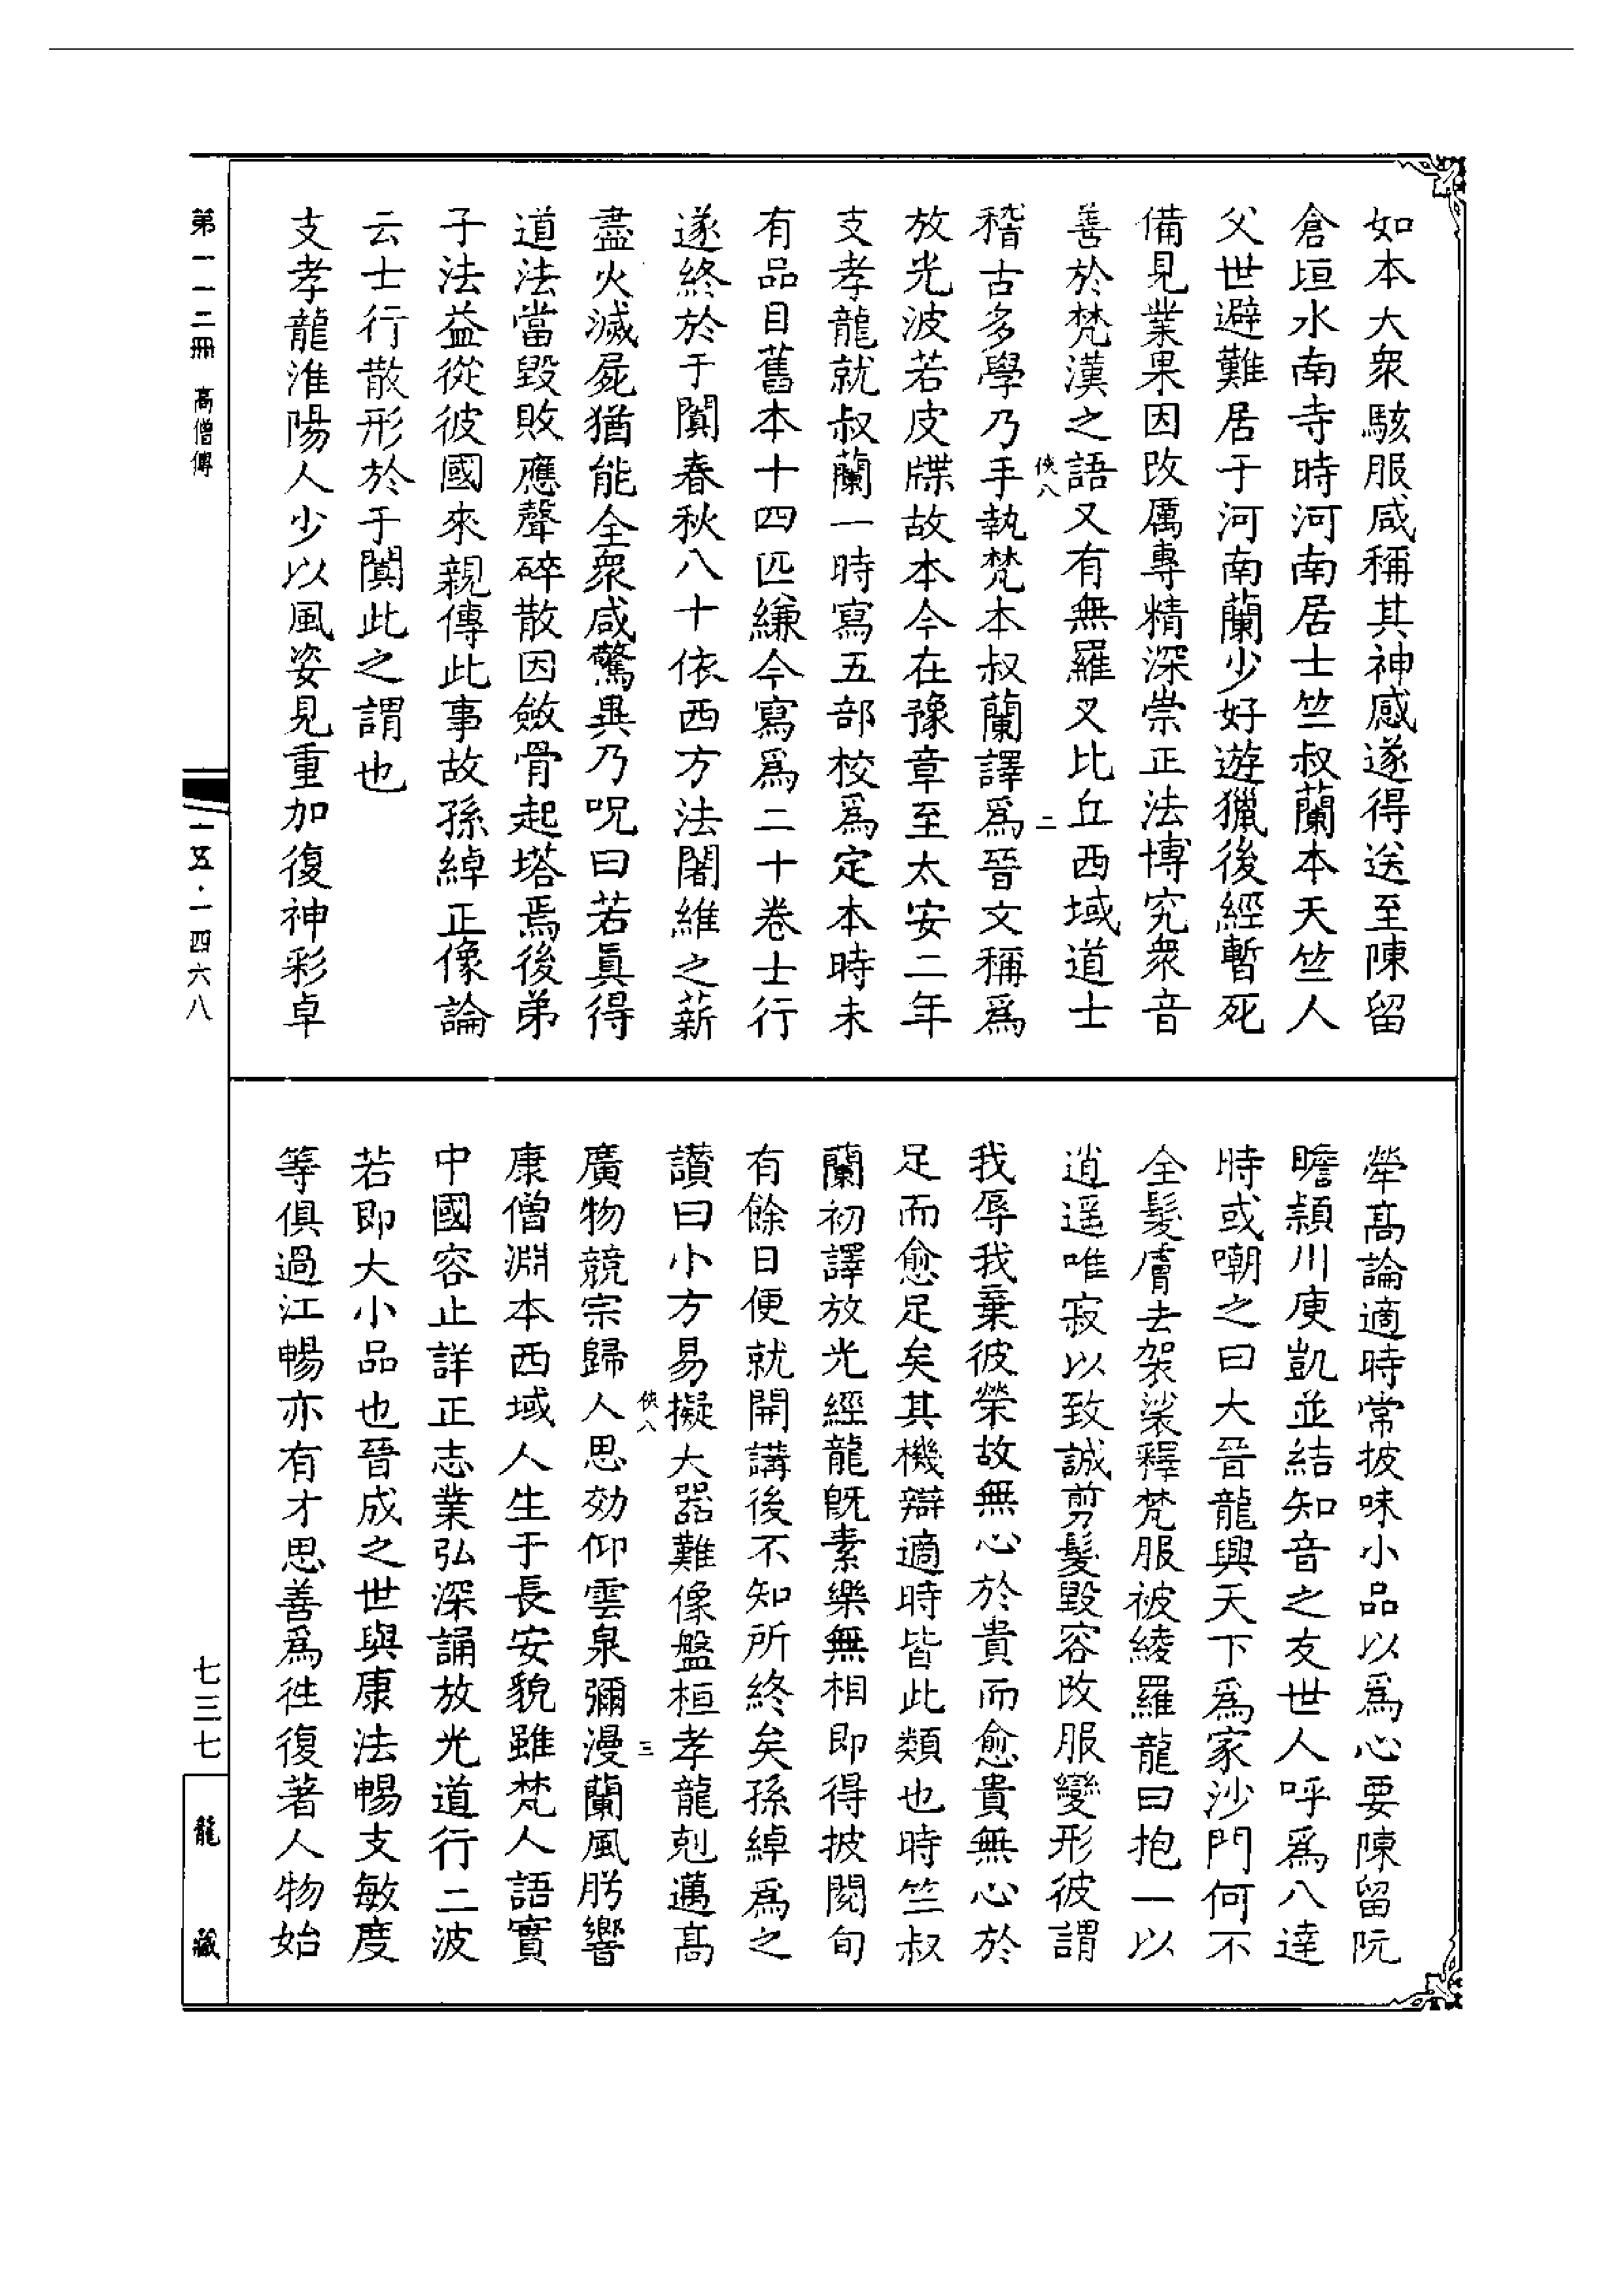 如本大衆駭服咸稱其神感遂得送至陳留
倉垣水南寺時河南居士竺叔蘭本天竺人
父世避難居于河南蘭少好遊獵後經暫死
備見業果因改厲專精深崇正法博究衆音
善於梵漢之語又有無羅叉比丘西域道士
俠八 二
稽古多學乃手執梵本叔蘭譯爲晉文稱爲
放光波若皮牒故本今在豫章至太安二年
支孝龍就叔蘭一時寫五部校爲定本時未
有品目舊本十四匹縑今寫爲二十卷士行
遂終於于闐春秋八十依西方法闍維之薪
盡火滅屍猶能全衆咸驚異乃呪曰若眞得
道法當毀敗應聲碎散因斂骨起塔焉後弟
子法益從彼國來親傳此事故孫綽正像論
云士行散形於于闐此之謂也
支孝龍淮陽人少以風姿見重加復神彩卓
犖髙論適時常披味小品以爲心要陳留阮
瞻頴川庾凱並結知音之友世人呼爲八達
時或嘲之曰大晉龍興天下爲家沙門何不
全髮膚去袈裟釋梵服被綾羅龍曰抱一以
逍遥唯寂以致誠剪髮毀容改服變形彼謂
我辱我棄彼榮故無心於貴而愈貴無心於
足而愈足矣其機辯適時皆此類也時竺叔
蘭初譯放光經龍旣素樂無相即得披閱旬
有餘日便就開講後不知所終矣孫綽爲之
讚曰小方易擬大器難像盤桓孝龍剋邁髙
俠八 三
廣物競宗歸人思効仰雲泉彌漫蘭風肹響
康僧淵本西域人生于長安貌雖梵人語實
中國容止詳正志業弘深誦放光道行二波
若即大小品也晉成之世與康法暢支敏度
等俱過江暢亦有才思善爲徃復著人物始
第一一二冊 高僧傳
一五·一四六八
七三七
龍藏